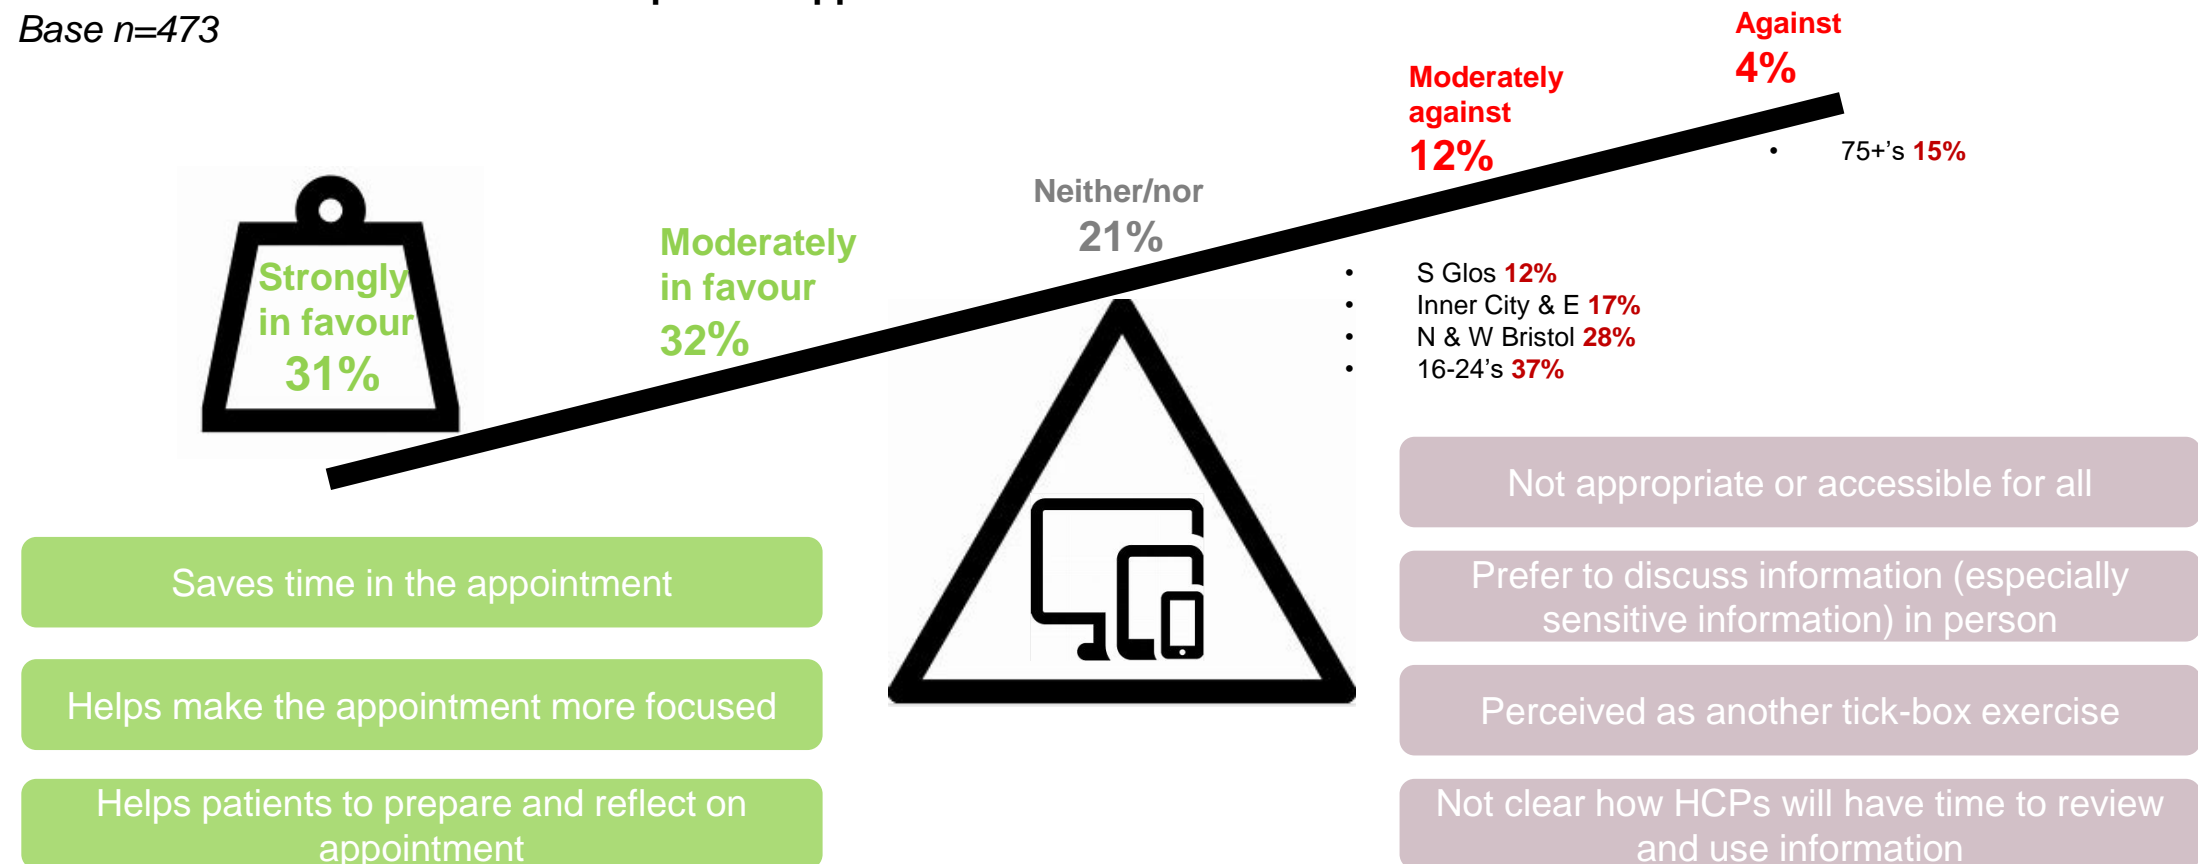 Base n=473
Against
4%
Moderately
against
12%
75+'s 15%
Neither/nor
21%
Moderately
in favour
32%
Strongly
in favour
31%
• S Glos 12%
• Inner City & E 17%
• N & W Bristol 28%
• 16-24's 37%
Saves time in the appointment
Helps make the appointment more focused
Helps patients to prepare and reflect on
appointment
Not appropriate or accessible for all
Prefer to discuss information (especially
sensitive information) in person
Perceived as another tick-box exercise
Not clear how HCPs will have time to review
and use information